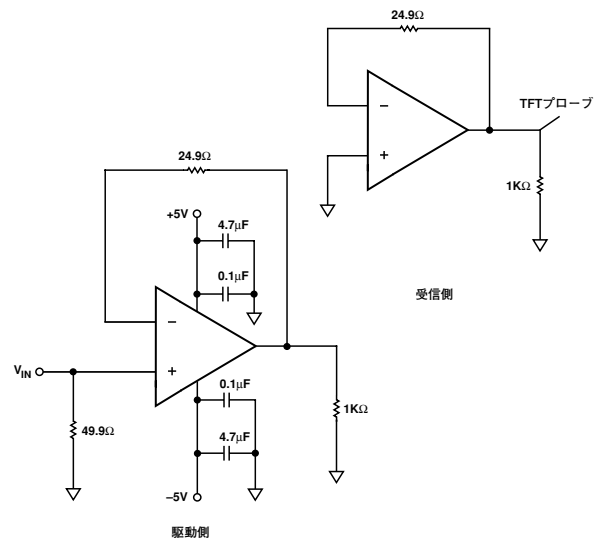 24.9Ω
−
+
TFTプローブ
1KΩ
受信側
24.9Ω
+5V
4.7μF
0.1μF
−
+
VIN
49.9Ω
0.1μF
4.7μF
1KΩ
–5V
駆動側